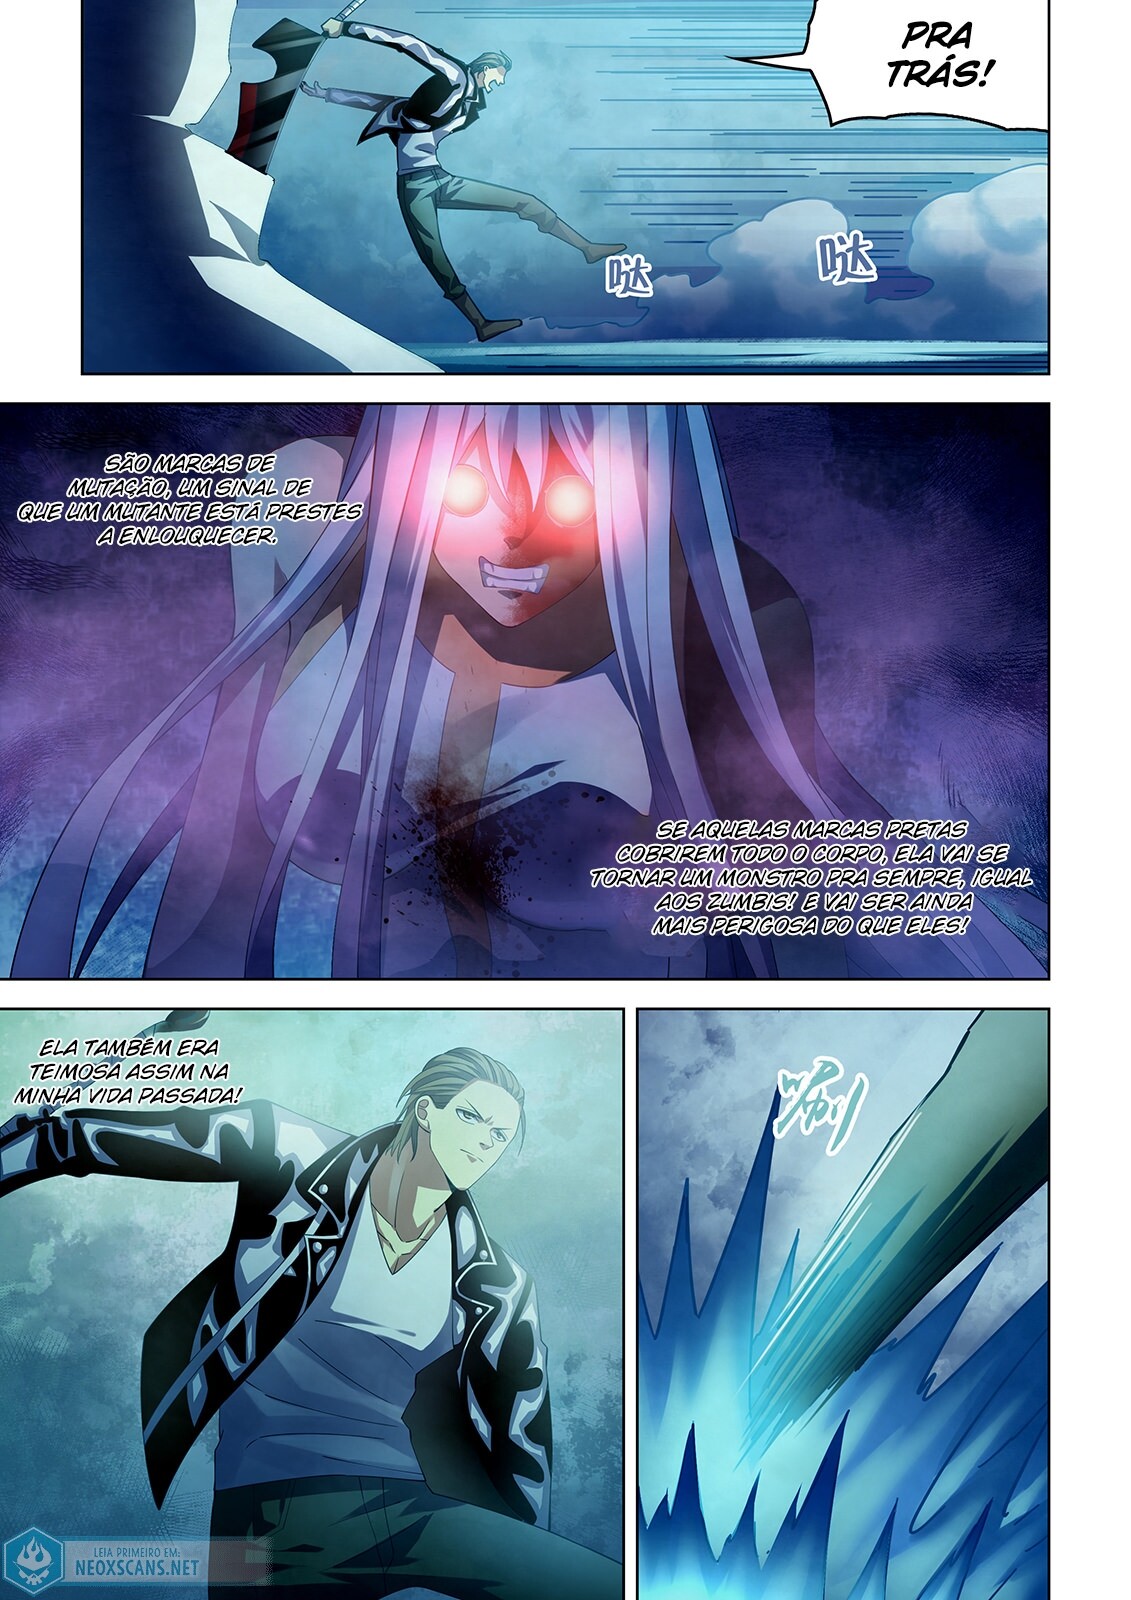 PRA
TRÁS!
哒
哒
SÃO MARCAS DE
MUTAÇÃO, UM SINAL DE
QUE UM MUTANTE ESTÁ PRESTES
A ENLOUQUECER.
SE AQUELAS MARCAS PRETAS
COBRIREM TODO O CORPO, ELA VAI SE
TORNAR UM MONSTRO PRA SEMPRE, IGUAL
AOS ZUMBIS! E VAI SER AINDA
MAIS PERIGOSA DO QUE ELES!
ELA TAMBÉM ERA
TEIMOSA ASSIM NA
MINHA VIDA PASSADA!
LEIA PRIMEIRO EM:
NEOXSCANS.NET